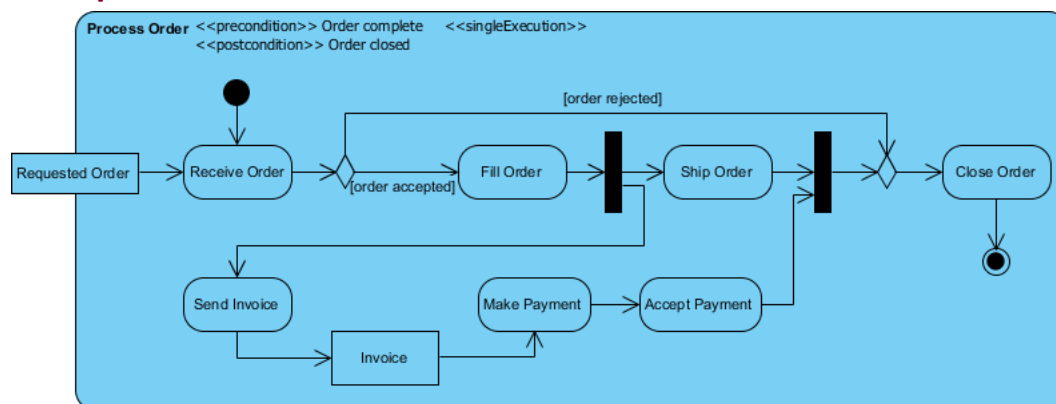 Process Order <<precondition>> Order complete <<singleExecution>>
<<postcondition>> Order closed
[order rejected]
Requested Order
Receive Order
[order accepted]
Fill Order
Ship Order
Close Order
Send Invoice
Make Payment
Accept Payment
Invoice